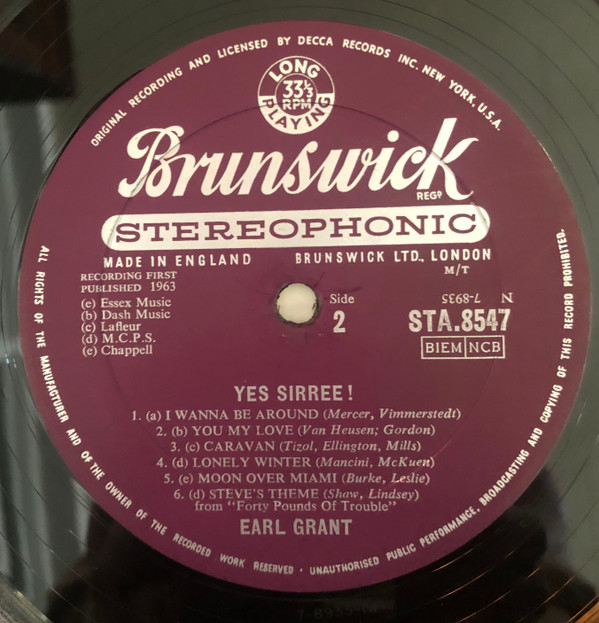 ORIGINAL RECORDING AND LICENSED BY DECCA RECORDS INC. NEW YORK, U.S.A.
LONG
33⅓
RPM
PLAYING
Brunswick
REGD
STEREOPHONIC
MADE IN ENGLAND BRUNSWICK LTD., LONDON
RECORDING FIRST
PUBLISHED 1963
M/T
(e) Essex Music
(b) Dash Music
(c) Lafleur
(d) M.C.P.S.
(e) Chappell
Side
2
N 7-8935
STA.8547
BIEM NCB
YES SIRREE!
1. (a) I WANNA BE AROUND (Mercer, Vimmerstedt)
2. (b) YOU MY LOVE (Van Heusen; Gordon)
3. (c) CARAVAN (Tizol, Ellington, Mills)
4. (d) LONELY WINTER (Mancini, McKuen)
5. (e) MOON OVER MIAMI (Burke, Leslie)
6. (d) STEVE'S THEME (Shaw, Lindsey)
from "Forty Pounds Of Trouble"
EARL GRANT
ALL RIGHTS OF THE MANUFACTURER AND OF THE OWNER OF THE RECORDED WORK RESERVED · UNAUTHORISED PUBLIC PERFORMANCE, BROADCASTING AND COPYING OF THIS RECORD PROHIBITED.